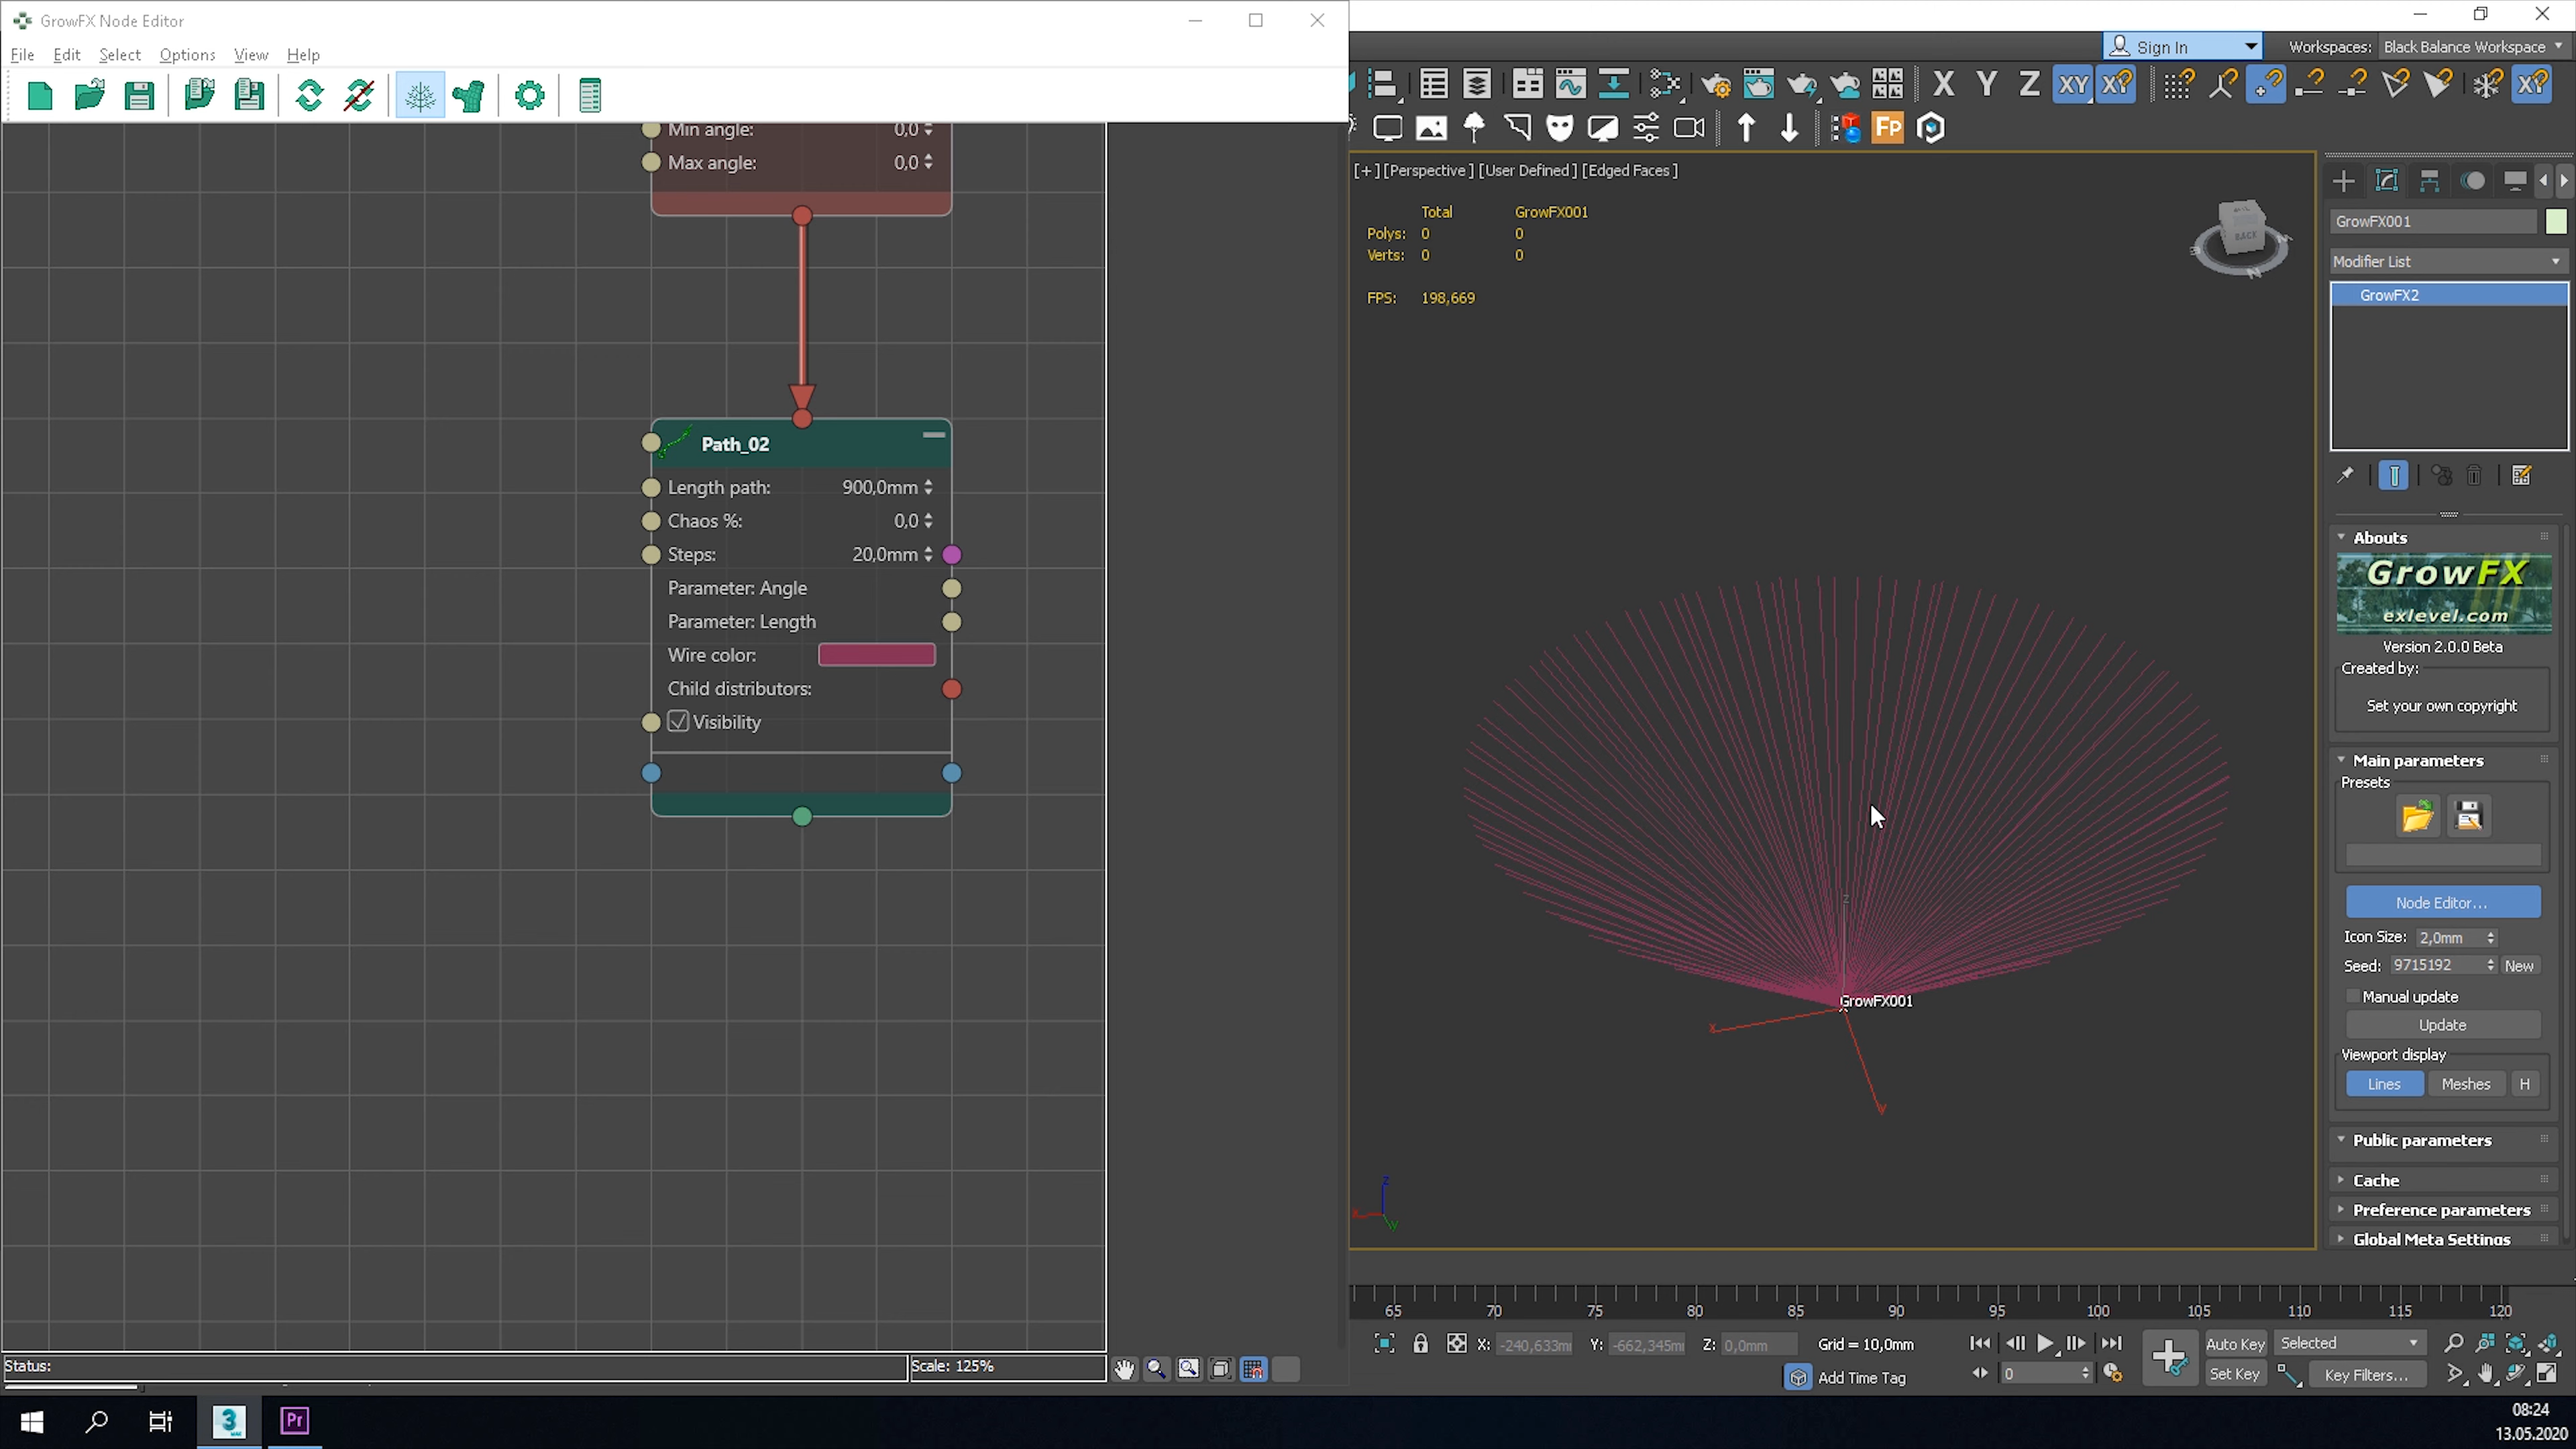 GrowFX Node Editor
File Edit Select Options View Help
Min angle: 0,0
Max angle: 0,0
Path_02
Length path: 900,0mm
Chaos %: 0,0
Steps: 20,0mm
Parameter: Angle
Parameter: Length
Wire color:
Child distributors:
Visibility
Status:
Scale: 125%
Sign In
Workspaces: Black Balance Workspace
X Y Z XY XY
XY
Fp
[+] [Perspective ] [User Defined ] [Edged Faces ]
Total GrowFX001
Polys: 0 0
Verts: 0 0
FPS: 198,669
BACK
N
z
GrowFX001
x
y
z
x
y
GrowFX001
Modifier List
GrowFX2
Abouts
GrowFX
exlevel.com
Version 2.0.0 Beta
Created by:
Set your own copyright
Main parameters
Presets
Node Editor...
Icon Size: 2,0mm
Seed: 9715192 New
Manual update
Update
Viewport display
Lines Meshes H
Public parameters
Cache
Preference parameters
Global Meta Settings
65 70 75 80 85 90 95 100 105 110 115 120
X: -240,633m Y: -662,345m Z: 0,0mm Grid = 10,0mm
Auto Key Selected
Add Time Tag
0
Set Key Key Filters...
3
Pr
08:24
13.05.2020